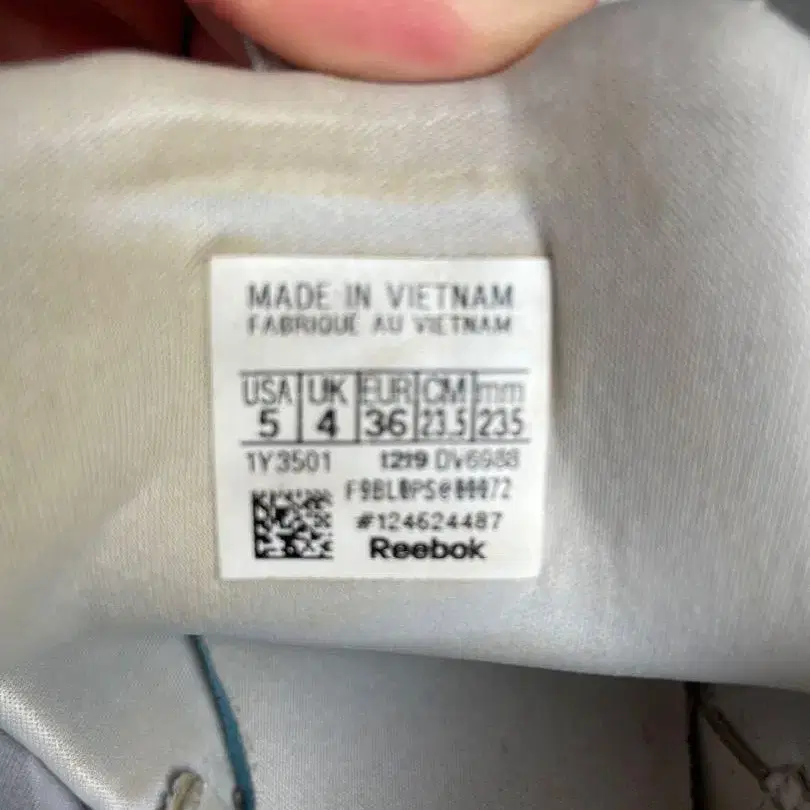 MADE IN VIETNAM
FABRIQUÉ AU VIETNAM
USA UK EUR CM mm
5 4 36 23.5 235
1Y3501 1219 DV6988
#124624487
Reebok